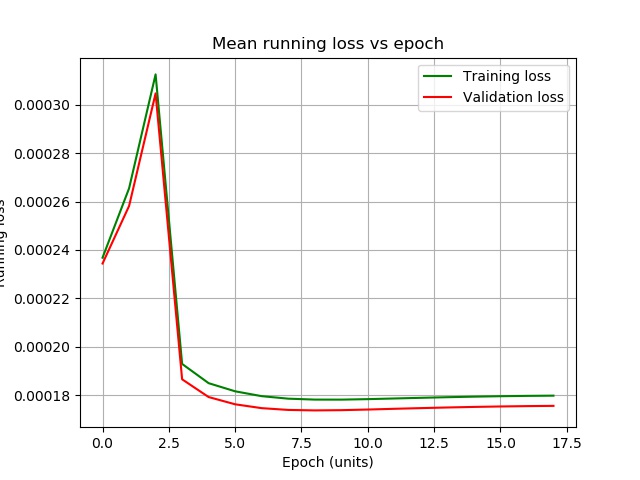 Mean running loss vs epoch
Training loss
Validation loss
0.00030
0.00028
0.00026
0.00024
0.00022
0.00020
0.00018
0.0 2.5 5.0 7.5 10.0 12.5 15.0 17.5
Epoch (units)